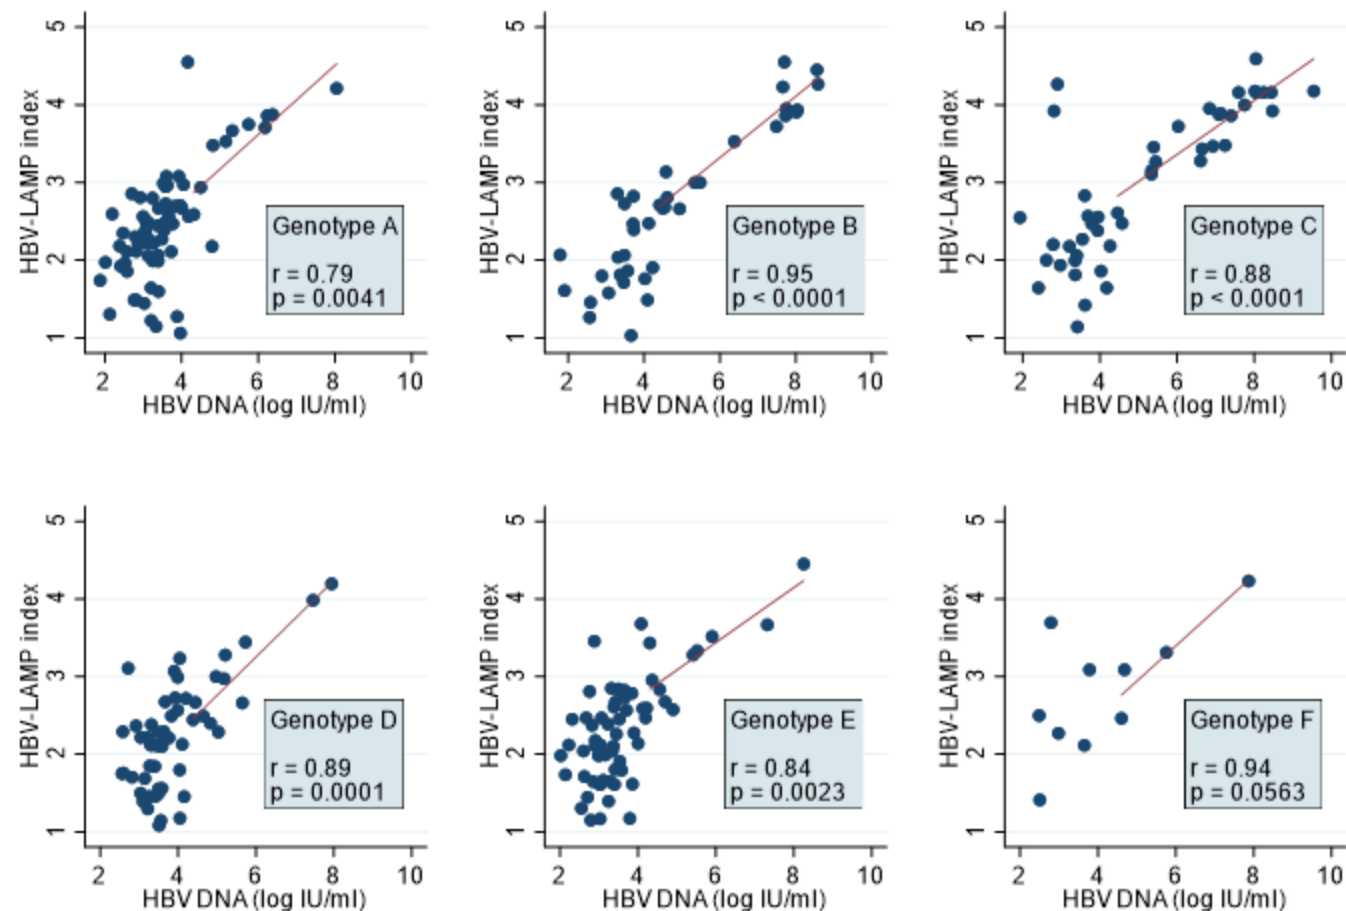 5
4
3
2
1
HBV-LAMP index
Genotype A
r = 0.79
p = 0.0041
2 4 6 8 10
HBV DNA (log IU/ml)
5
4
3
2
1
HBV-LAMP index
Genotype B
r = 0.95
p < 0.0001
2 4 6 8 10
HBV DNA (log IU/ml)
5
4
3
2
1
HBV-LAMP index
Genotype C
r = 0.88
p < 0.0001
2 4 6 8 10
HBV DNA (log IU/ml)
5
4
3
2
1
HBV-LAMP index
Genotype D
r = 0.89
p = 0.0001
2 4 6 8 10
HBV DNA (log IU/ml)
5
4
3
2
1
HBV-LAMP index
Genotype E
r = 0.84
p = 0.0023
2 4 6 8 10
HBV DNA (log IU/ml)
5
4
3
2
1
HBV-LAMP index
Genotype F
r = 0.94
p = 0.0563
2 4 6 8 10
HBV DNA (log IU/ml)